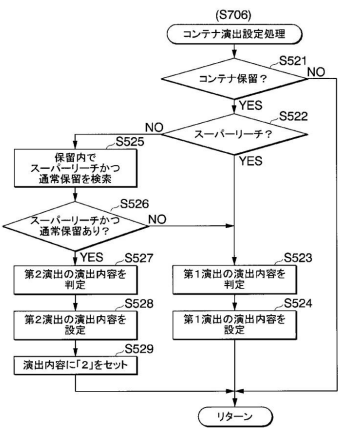 (S706)
コンテナ演出設定処理
S521
コンテナ保留？
NO
YES
S522
スーパーリーチ？
NO
YES
S525
保留内で
スーパーリーチかつ
通常保留を検索
S526
スーパーリーチかつ
通常保留あり？
NO
YES
S527
第2演出の演出内容を
判定
S523
第1演出の演出内容を
判定
S528
第2演出の演出内容を
設定
S524
第1演出の演出内容を
設定
S529
演出内容に「2」をセット
リターン